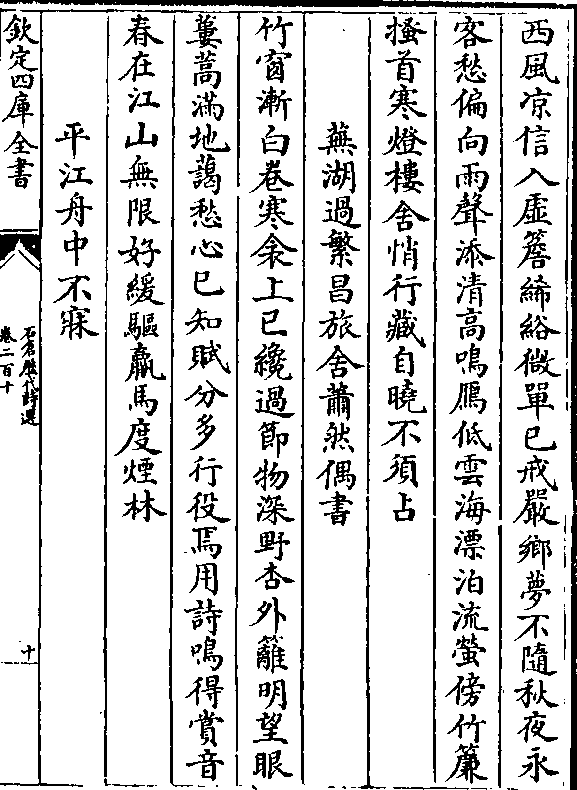 西風凉信入虛簷絺綌微單已戒嚴鄉夢不隨秋夜永
客愁偏向雨聲添清高鳴鴈低雲海漂泊流螢傍竹簾
搔首寒燈樓舍悄行藏自曉不須占
蕪湖過繁昌旅舍蕭然偶書
竹窗漸白卷寒衾上已纔過節物深野杏外籬明望眼
蔞蒿滿地藹愁心已知賦分多行役焉用詩鳴得賞音
春在江山無限好緩驅羸馬度煙林
平江舟中不寐
欽定四庫全書
石倉歷代詩選
卷二百十
十